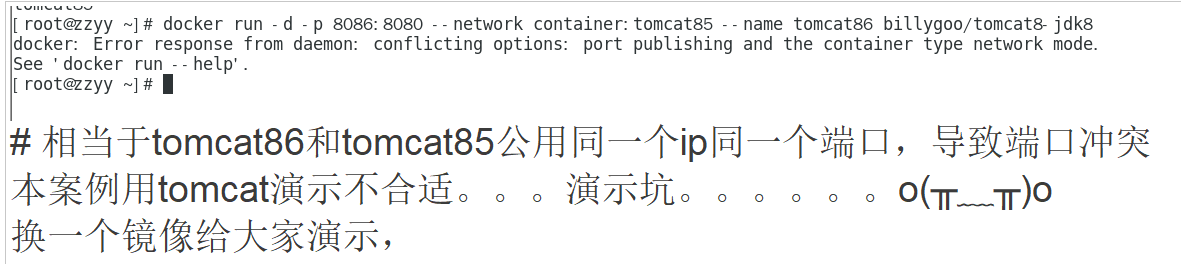 tomcat85
[root@zzyy ~]# docker run -d -p 8086:8080 --network container:tomcat85 --name tomcat86 billygoo/tomcat8-jdk8
docker: Error response from daemon: conflicting options: port publishing and the container type network mode.
See 'docker run --help'.
[root@zzyy ~]#
# 相当于tomcat86和tomcat85公用同一个ip同一个端口，导致端口冲突
本案例用tomcat演示不合适。。。演示坑。。。。。。o(╥﹏╥)o
换一个镜像给大家演示，